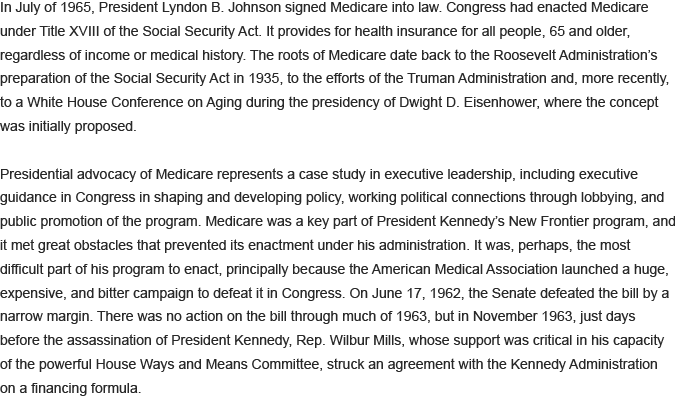 In July of 1965, President Lyndon B. Johnson signed Medicare into law. Congress had enacted Medicare
under Title XVIII of the Social Security Act. It provides for health insurance for all people, 65 and older,
regardless of income or medical history. The roots of Medicare date back to the Roosevelt Administration's
preparation of the Social Security Act in 1935, to the efforts of the Truman Administration and, more recently,
to a White House Conference on Aging during the presidency of Dwight D. Eisenhower, where the concept
was initially proposed.
Presidential advocacy of Medicare represents a case study in executive leadership, including executive
guidance in Congress in shaping and developing policy, working political connections through lobbying, and
public promotion of the program. Medicare was a key part of President Kennedy's New Frontier program, and
it met great obstacles that prevented its enactment under his administration. It was, perhaps, the most
difficult part of his program to enact, principally because the American Medical Association launched a huge,
expensive, and bitter campaign to defeat it in Congress. On June 17, 1962, the Senate defeated the bill by a
narrow margin. There was no action on the bill through much of 1963, but in November 1963, just days
before the assassination of President Kennedy, Rep. Wilbur Mills, whose support was critical in his capacity
of the powerful House Ways and Means Committee, struck an agreement with the Kennedy Administration
on a financing formula.